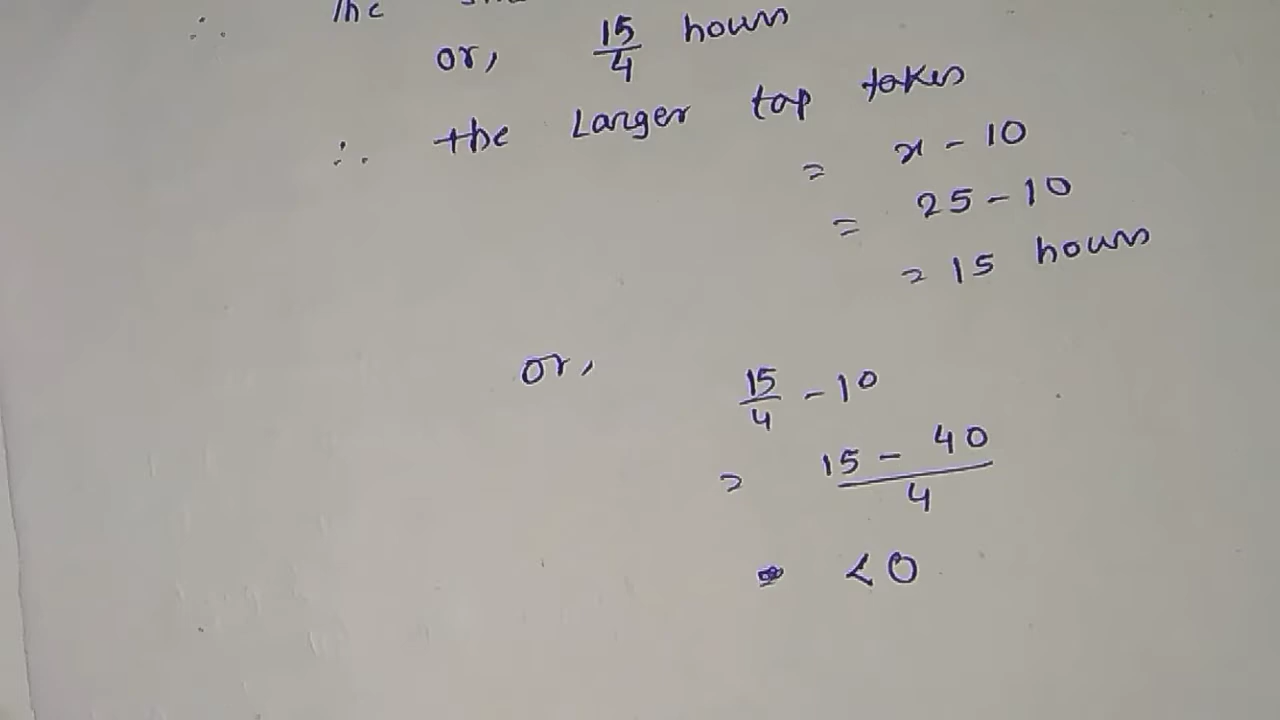 ∴ The
or, 15/4 hours
∴ the Larger tap takes
= x - 10
= 25 - 10
= 15 hours
or, 15/4 - 10
= (15 - 40)/4
< 0